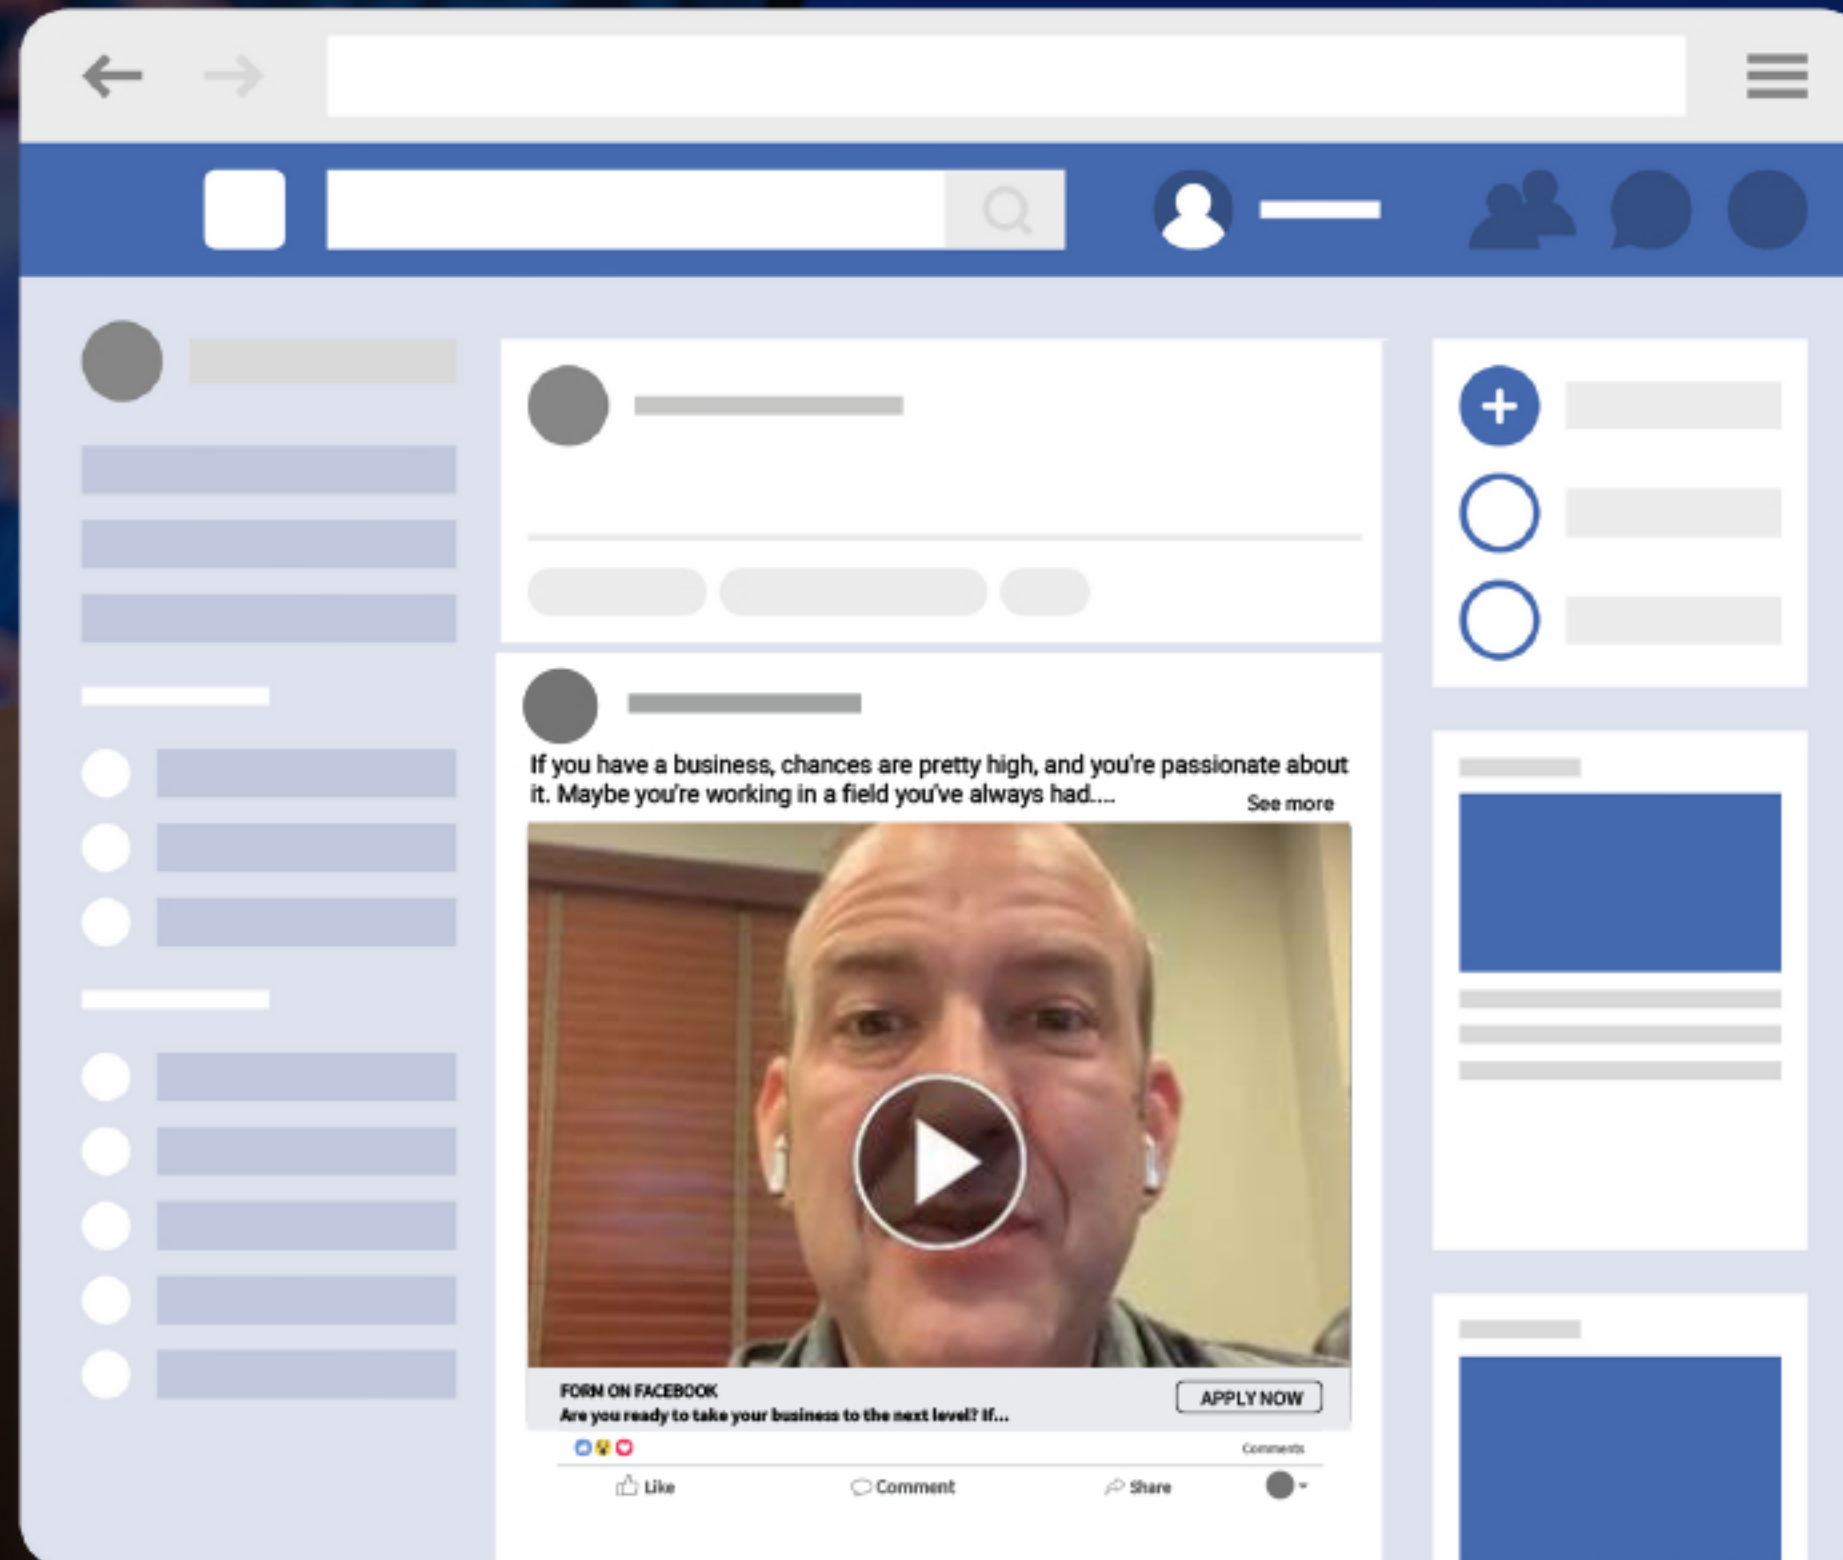 If you have a business, chances are pretty high, and you're passionate about
it. Maybe you're working in a field you've always had....
See more
FORM ON FACEBOOK
Are you ready to take your business to the next level? If...
APPLY NOW
Comments
Like
Comment
Share